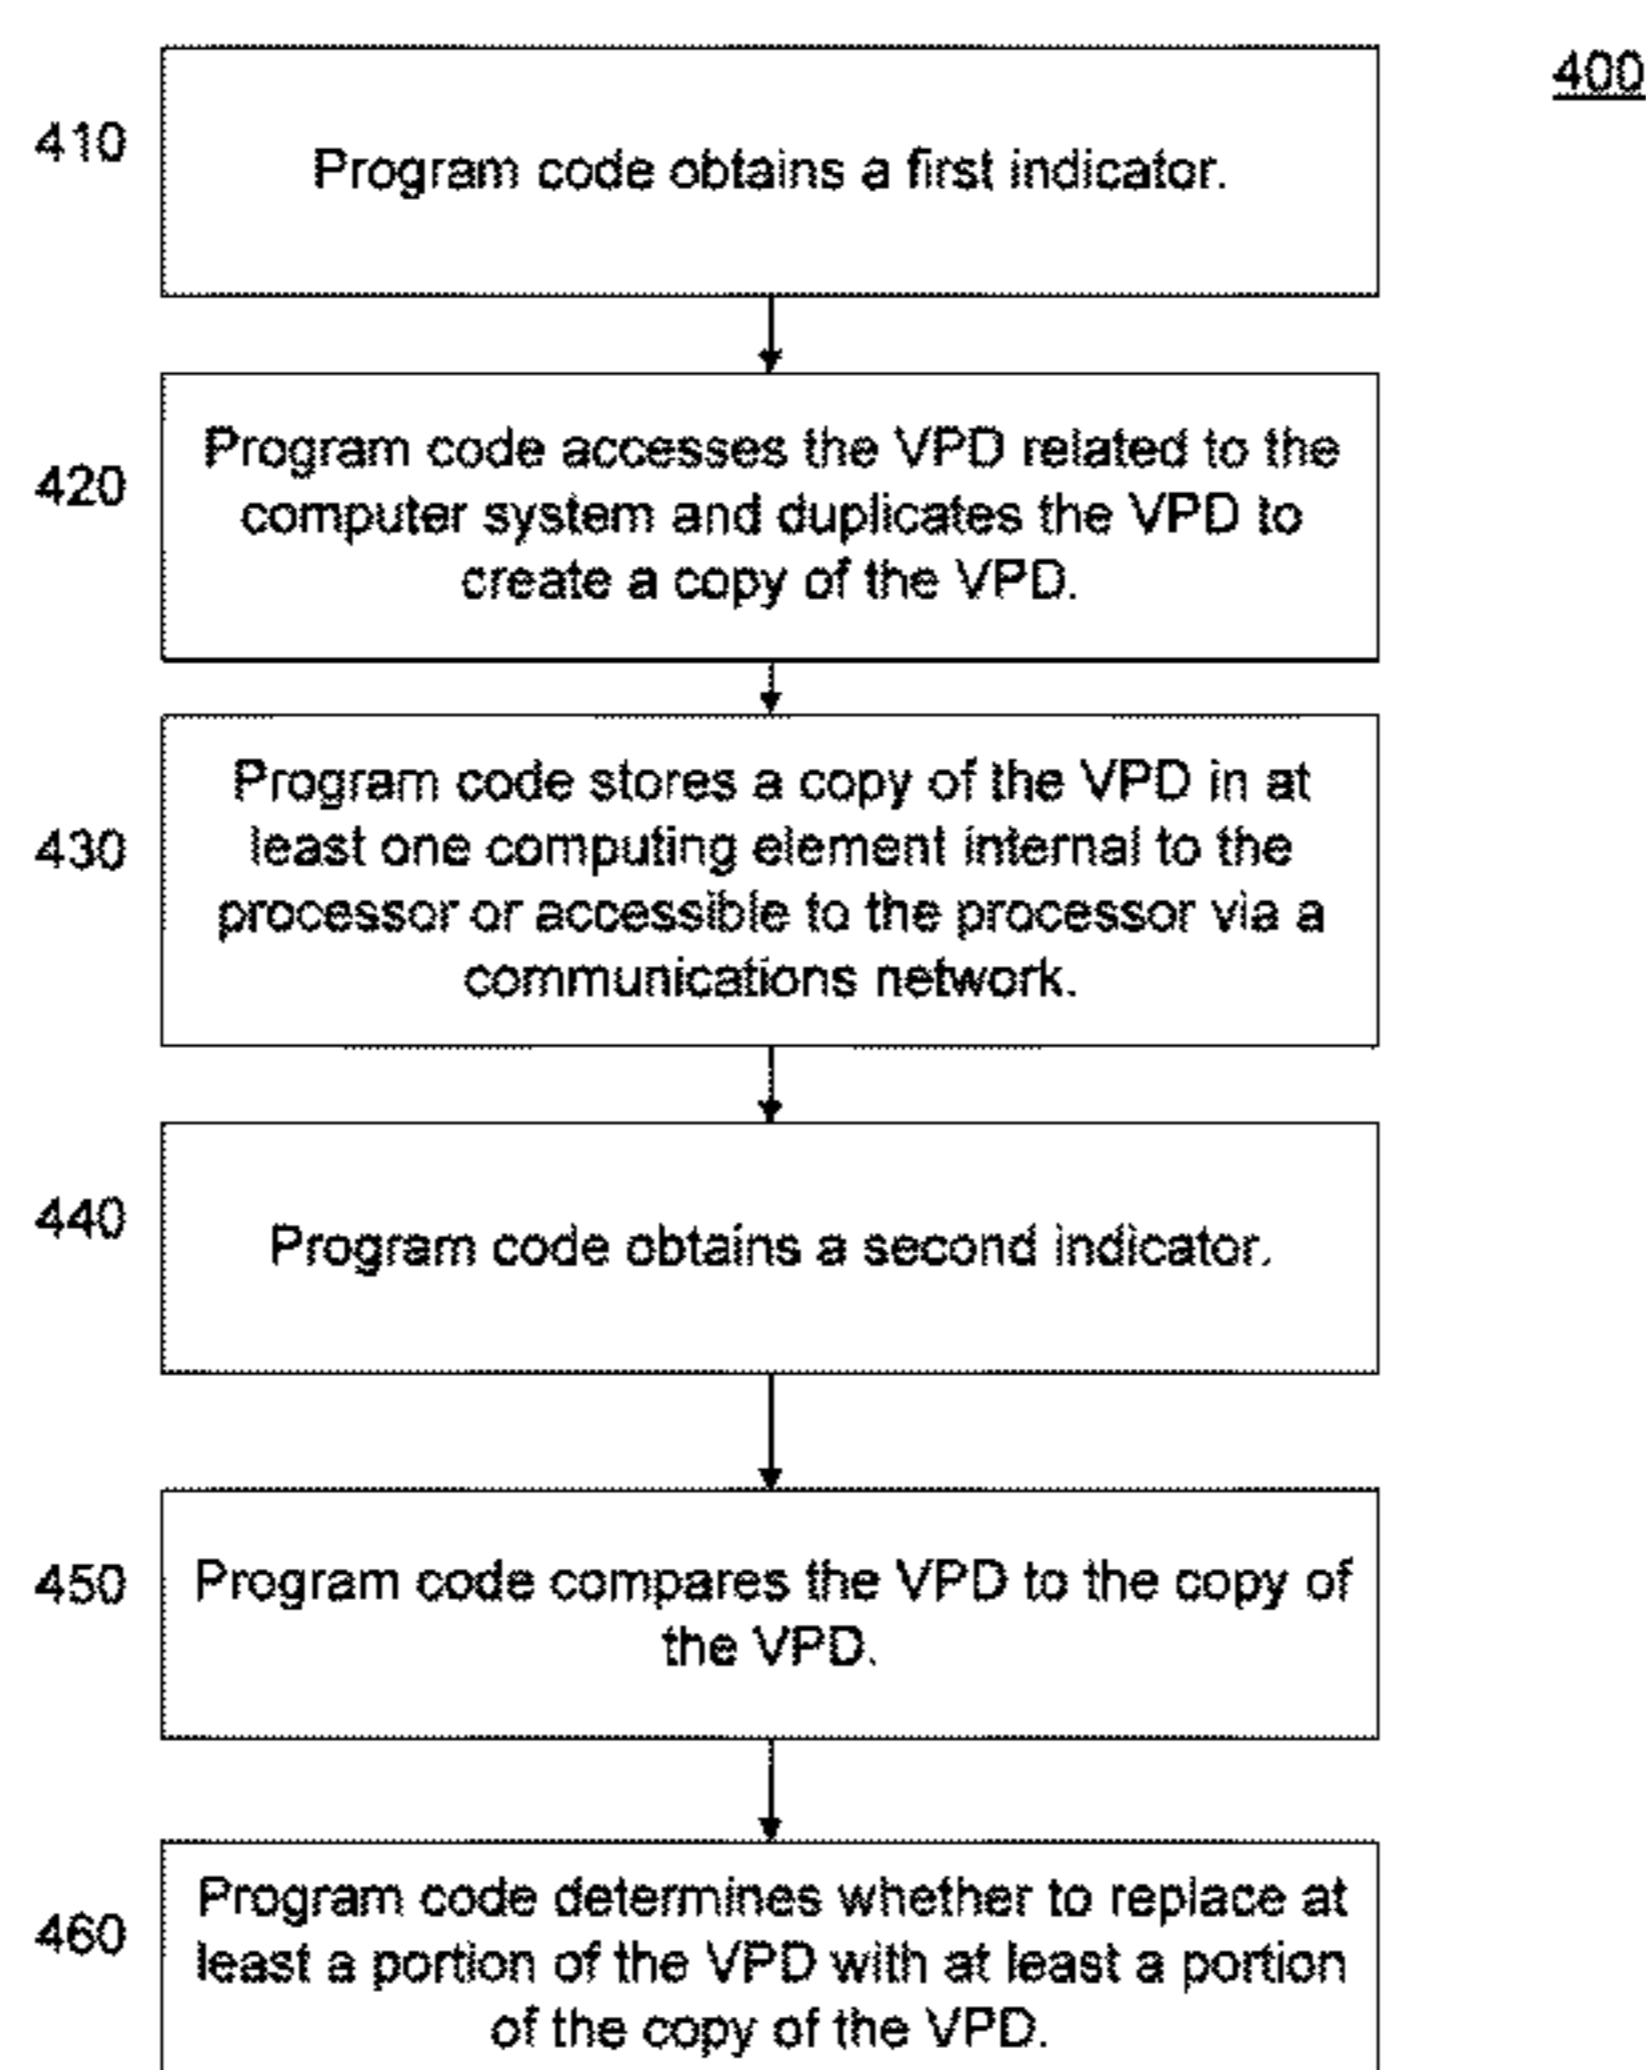 400
410
Program code obtains a first indicator.
420
Program code accesses the VPD related to the
computer system and duplicates the VPD to
create a copy of the VPD.
430
Program code stores a copy of the VPD in at
least one computing element internal to the
processor or accessible to the processor via a
communications network.
440
Program code obtains a second indicator.
450
Program code compares the VPD to the copy of
the VPD.
460
Program code determines whether to replace at
least a portion of the VPD with at least a portion
of the copy of the VPD.